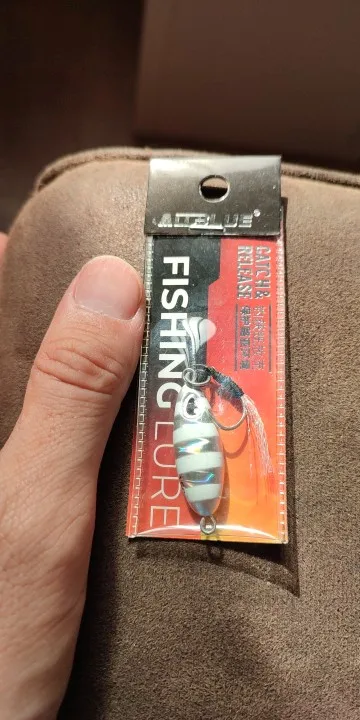 ALLBLUE®
CATCH &
RELEASE
FISHING LURE